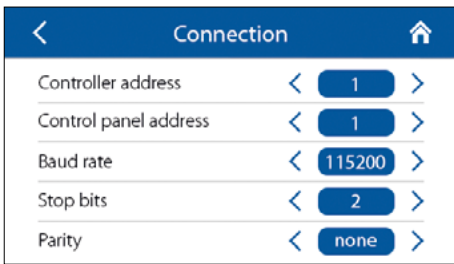 Connection
Controller address 1
Control panel address 1
Baud rate 115200
Stop bits 2
Parity none